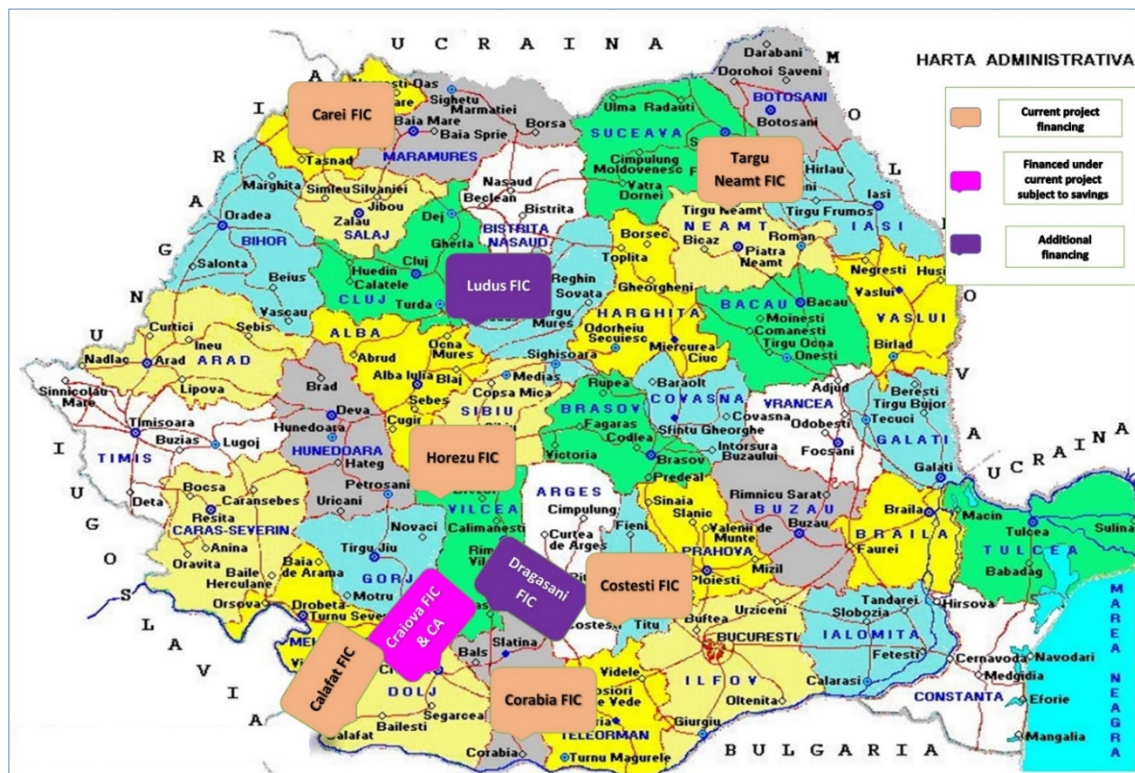 UCRAINA
HARTA ADMINISTRATIVA
Current project
financing
Financed under
current project
subject to savings
Additional
financing
Carei FIC
Targu
Neamt FIC
Ludus FIC
Horezu FIC
Dragasani
FIC
Costesti FIC
Craiova FIC
& CA
Calafat FIC
Corabia FIC
Darabani
Dorohoi Saveni
BOTOSANI
Botosani
Sighetu
Marmatiei
Baia Mare
Baia Sprie
Borsa
MARAMURES
Tasnad
Ulma Radauti
SUCEAVA
Cimpulung
Moldovenesc
Vatra
Dornei
Hirlau
Iasi
Tirgu Frumos
IASI
Marghita
Simleu Silvaniei
Jibou
Zalau
SALAJ
Oradea
BIHOR
Salonta
Beius
Vascau
Nasaud
Beclean
Bistrita
BISTRITA
NASAUD
Dej
Gherla
Huedin
Cluj
Calatele
CLUJ
Turda
Reghin
Sovata
Mures
Tirgu Neamt
NEAMT
Roman
Bicaz
Piatra
Neamt
Borsec
Toplita
Gheorgheni
HARGHITA
Odorheiu
Secuiesc
Miercurea
Ciuc
Negresti
Husi
Vaslui
VASLUI
Birlad
BACAU
Bacau
Moinesti
Comanesti
Tirgu Ocna
Onesti
Curtici
Sebis
Ineu
Nadlac
Arad
ARAD
Lipova
ALBA
Abrud
Ocna
Mures
Alba Iulia
Blaj
Sebes
Cugir
Sighisoara
Medias
Copsa Mica
SIBIU
Rupea
BRASOV
Fagaras
Codlea
Victoria
Brasov
Predeal
Baraolt
COVASNA
Covasna
Sfintu Gheorghe
Intorsura
Buzaului
Adjud
VRANCEA
Odobesti
Focsani
Beresti
Tirgu Bujor
Tecuci
GALATI
Galati
Sinnicolau
Mare
Timisoara
Buzias
Lugoj
TIMIS
Deta
Brad
Deva
Hunedoara
HUNEDOARA
Hateg
Petrosani
Uricani
Bocsa
Caransebes
Resita
CARAS-SEVERIN
Anina
Oravita
Baile
Herculane
Orsova
Baia
de Arama
Drobeta
Turnu Seve
Novaci
Tirgu Jiu
GORJ
Motru
VILCEA
Calimanesti
ARGES
Cimpulung
Curtea
de Arges
Fieni
Titu
Sinaia
Slanic
Valenii de
Munte
PRAHOVA
Ploiesti
Mizil
Rimnicu Sarat
BUZAU
Buzau
Braila
BRAILA
Faurei
UCRAINA
Macin
Tulcea
Sulina
TULCEA
Babadag
Urziceni
Buftea
BUCURESTI
ILFOV
Oltenita
Tandarei
Slobozia
IALOMITA
Fetesti
Calarasi
Hirsova
Cernavoda
Medgidia
Navodari
CONSTANTA
Eforie
Mangalia
MAREA NEAGRA
Slatina
Bals
DOLJ
Segarcea
Bailesti
Calafat
Corabia
Videle
TELEORMAN
Turnu Magurele
Giurgiu
BULGARIA
IUGOSLAVIA